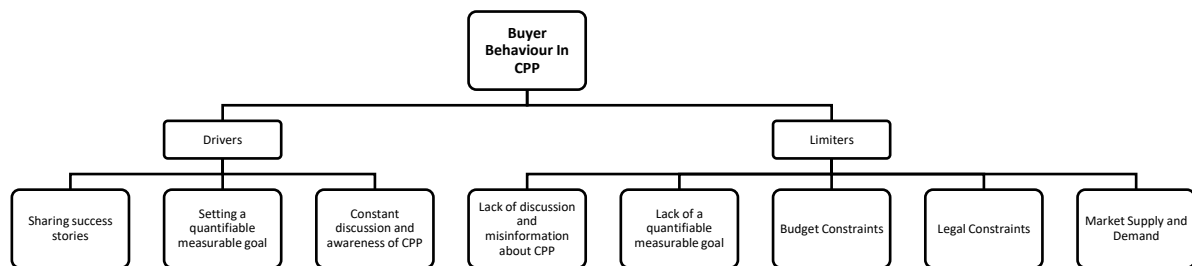 Buyer
Behaviour In
CPP
Drivers
Limiters
Sharing success
stories
Setting a
quantifiable
measurable goal
Constant
discussion and
awareness of CPP
Lack of discussion
and
misinformation
about CPP
Lack of a
quantifiable
measurable goal
Budget Constraints
Legal Constraints
Market Supply and
Demand